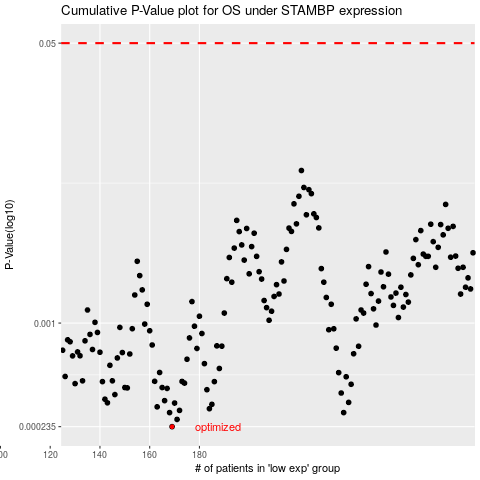 Cumulative P-Value plot for OS under STAMBP expression
0.05
P-Value(log10)
0.001
0.000235
optimized
00 120 140 160 180
# of patients in 'low exp' group